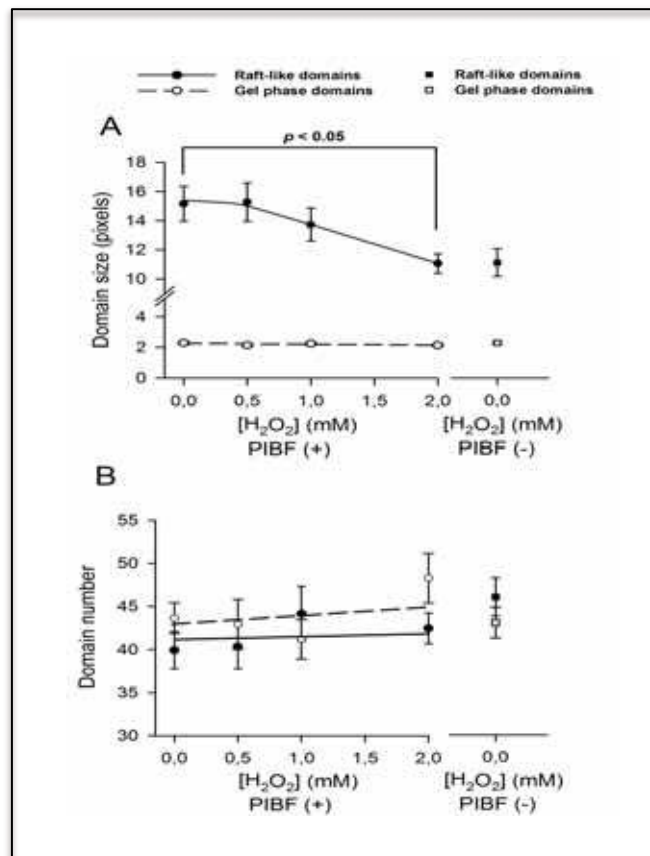 Raft-like domains Raft-like domains
Gel phase domains Gel phase domains
A
p < 0.05
18
16
14
12
10
4
2
0
Domain size (pixels)
0,0 0,5 1,0 1,5 2,0 0,0
[H₂O₂] (mM) [H₂O₂] (mM)
PIBF (+) PIBF (-)
B
55
50
45
40
35
30
Domain number
0,0 0,5 1,0 1,5 2,0 0,0
[H₂O₂] (mM) [H₂O₂] (mM)
PIBF (+) PIBF (-)